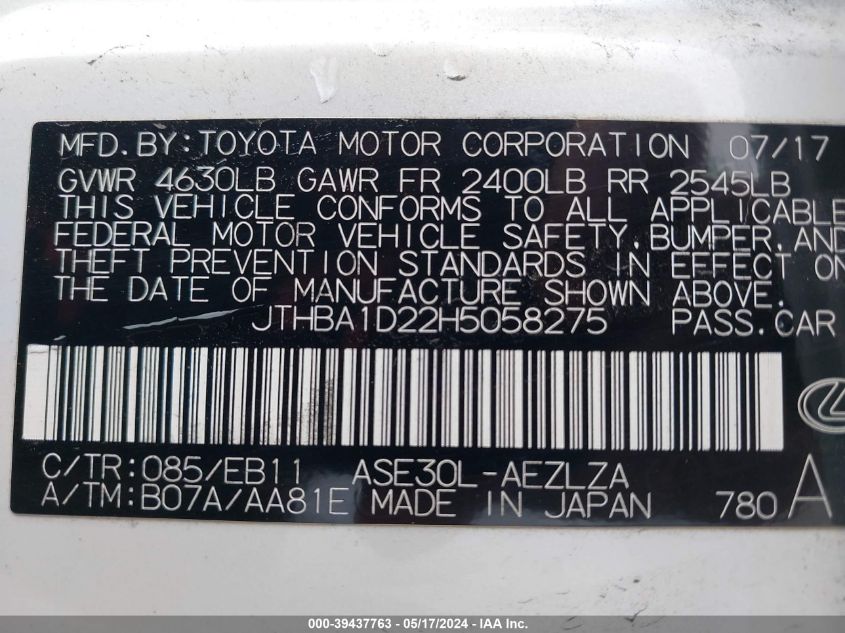 MFD. BY: TOYOTA MOTOR CORPORATION 07/17
GVWR 4630LB GAWR FR 2400LB RR 2545LB
THIS VEHICLE CONFORMS TO ALL APPLICABLE
FEDERAL MOTOR VEHICLE SAFETY, BUMPER, AND
THEFT PREVENTION STANDARDS IN EFFECT ON
THE DATE OF MANUFACTURE SHOWN ABOVE.
JTHBA1D22H5058275 PASS. CAR
C/TR: 085/EB11 ASE30L-AEZLZA
A/TM: B07A/AA81E MADE IN JAPAN 780 A
000-39437763 - 05/17/2024 - IAA Inc.